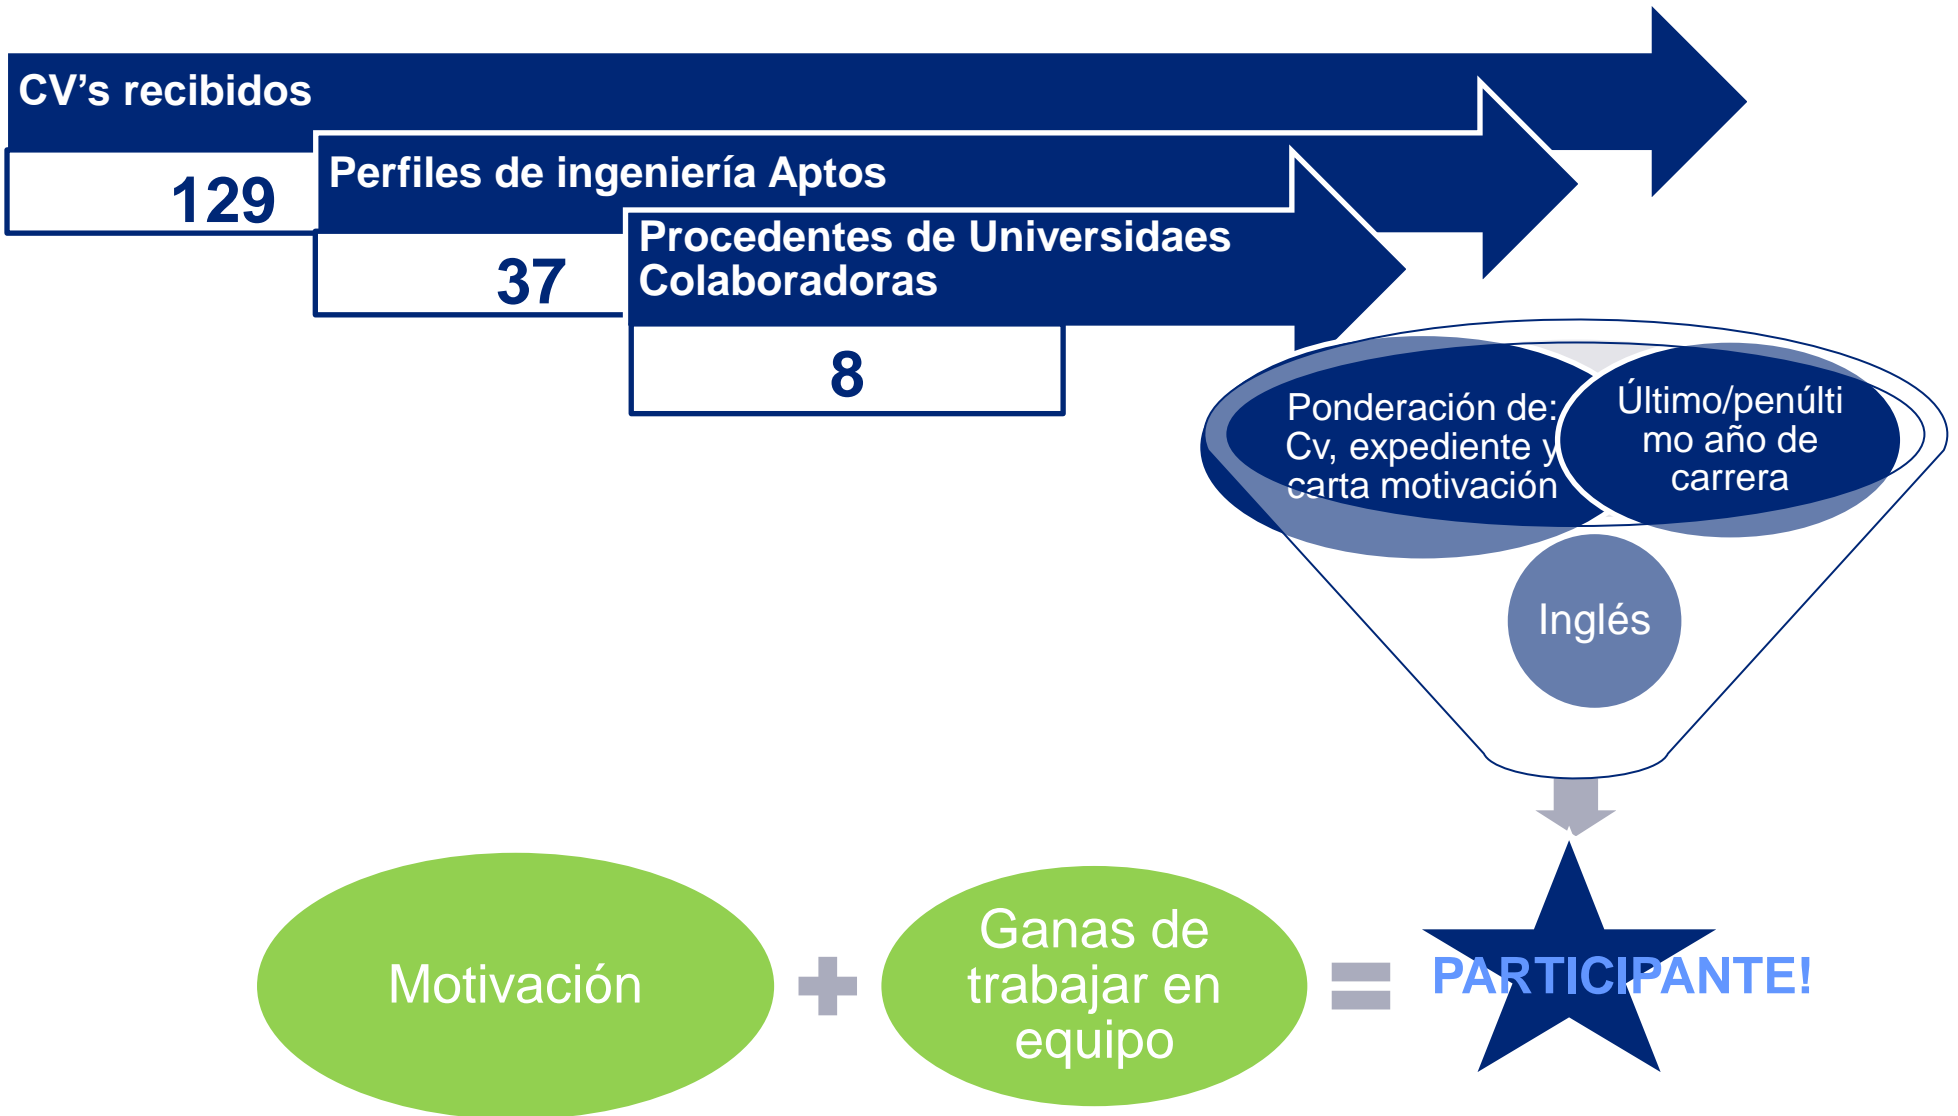 CV’s recibidos
129
Perfiles de ingeniería Aptos
37
Procedentes de Universidaes
Colaboradoras
8
Ponderación de:
Cv, expediente y
carta motivación
Último/penúlti
mo año de
carrera
Inglés
Motivación
Ganas de
trabajar en
equipo
PARTICIPANTE!